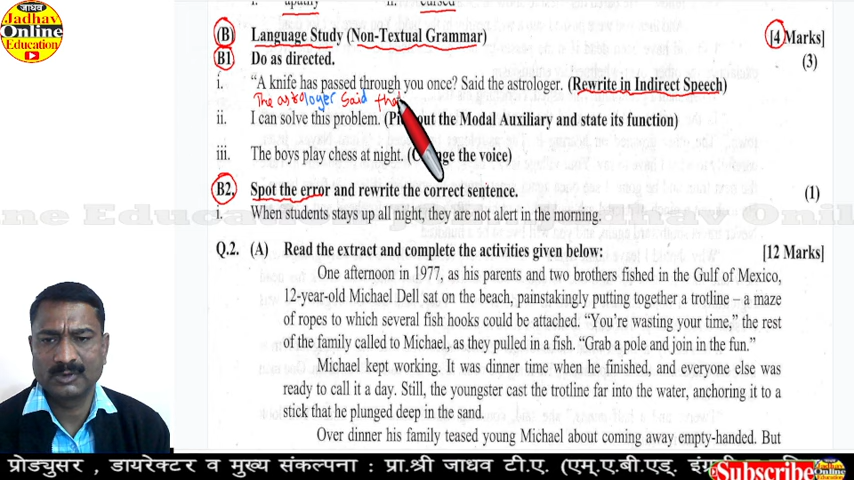 जाधव
Jadhav
Online
Education
ii. cursed
(B) Language Study (Non-Textual Grammar) [4 Marks]
B1 Do as directed. (3)
i. "A knife has passed through you once? Said the astrologer. (Rewrite in Indirect Speech)
The astrologer said that
ii. I can solve this problem. (Pi out the Modal Auxiliary and state its function)
iii. The boys play chess at night. (C nge the voice)
B2. Spot the error and rewrite the correct sentence. (1)
i. When students stays up all night, they are not alert in the morning.
Q.2. (A) Read the extract and complete the activities given below: [12 Marks]
One afternoon in 1977, as his parents and two brothers fished in the Gulf of Mexico,
12-year-old Michael Dell sat on the beach, painstakingly putting together a trotline – a maze
of ropes to which several fish hooks could be attached. "You're wasting your time," the rest
of the family called to Michael, as they pulled in a fish. "Grab a pole and join in the fun."
Michael kept working. It was dinner time when he finished, and everyone else was
ready to call it a day. Still, the youngster cast the trotline far into the water, anchoring it to a
stick that he plunged deep in the sand.
Over dinner his family teased young Michael about coming away empty-handed. But
प्रोड्युसर , डायरेक्टर व मुख्य संकल्पना : प्रा.श्री जाधव टी.ए. (एम्.ए.बी.एड्.
Subscribe